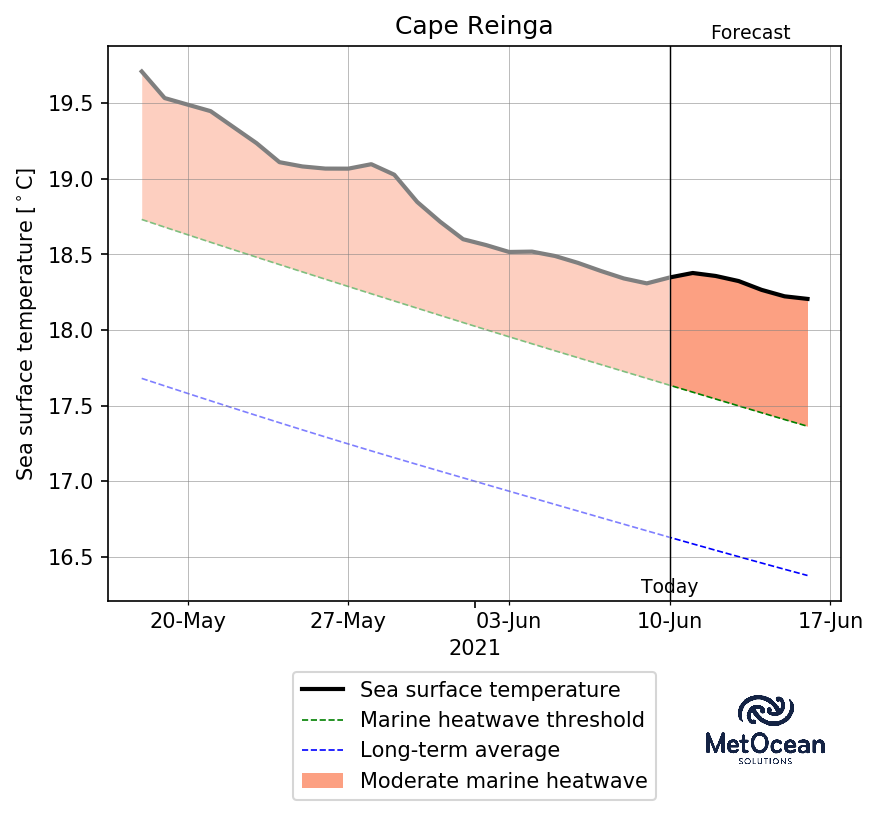 Cape Reinga
Forecast
Sea surface temperature [°C]
19.5
19.0
18.5
18.0
17.5
17.0
16.5
Today
20-May 27-May 03-Jun 10-Jun 17-Jun
2021
Sea surface temperature
Marine heatwave threshold
Long-term average
Moderate marine heatwave
MetOcean
SOLUTIONS